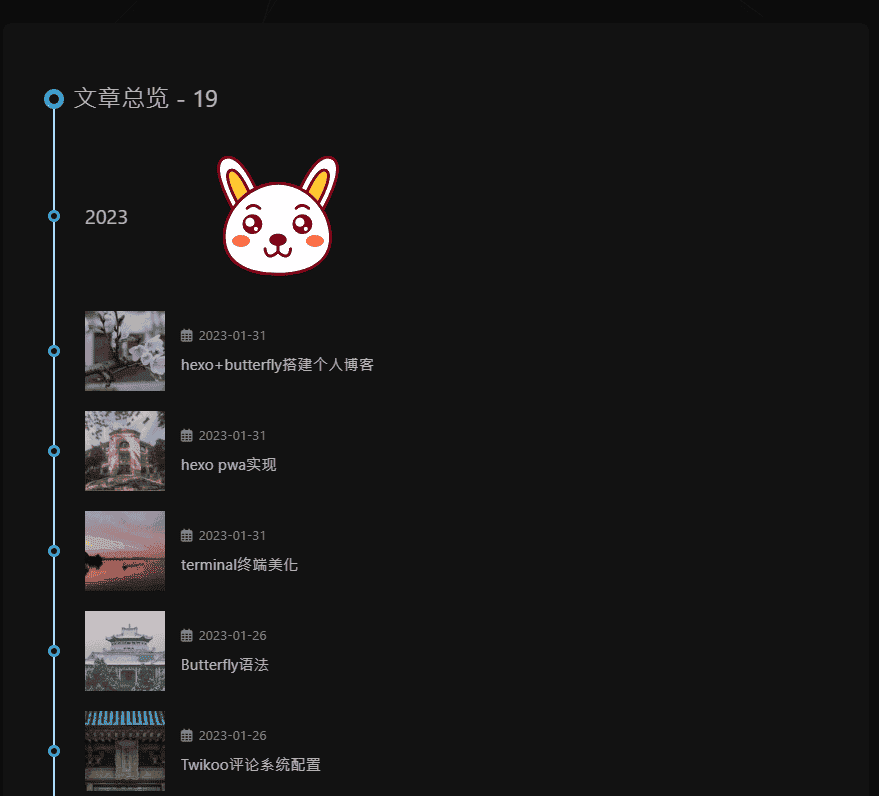 文章总览 - 19
2023
2023-01-31
hexo+butterfly搭建个人博客
2023-01-31
hexo pwa实现
2023-01-31
terminal终端美化
2023-01-26
Butterfly语法
2023-01-26
Twikoo评论系统配置